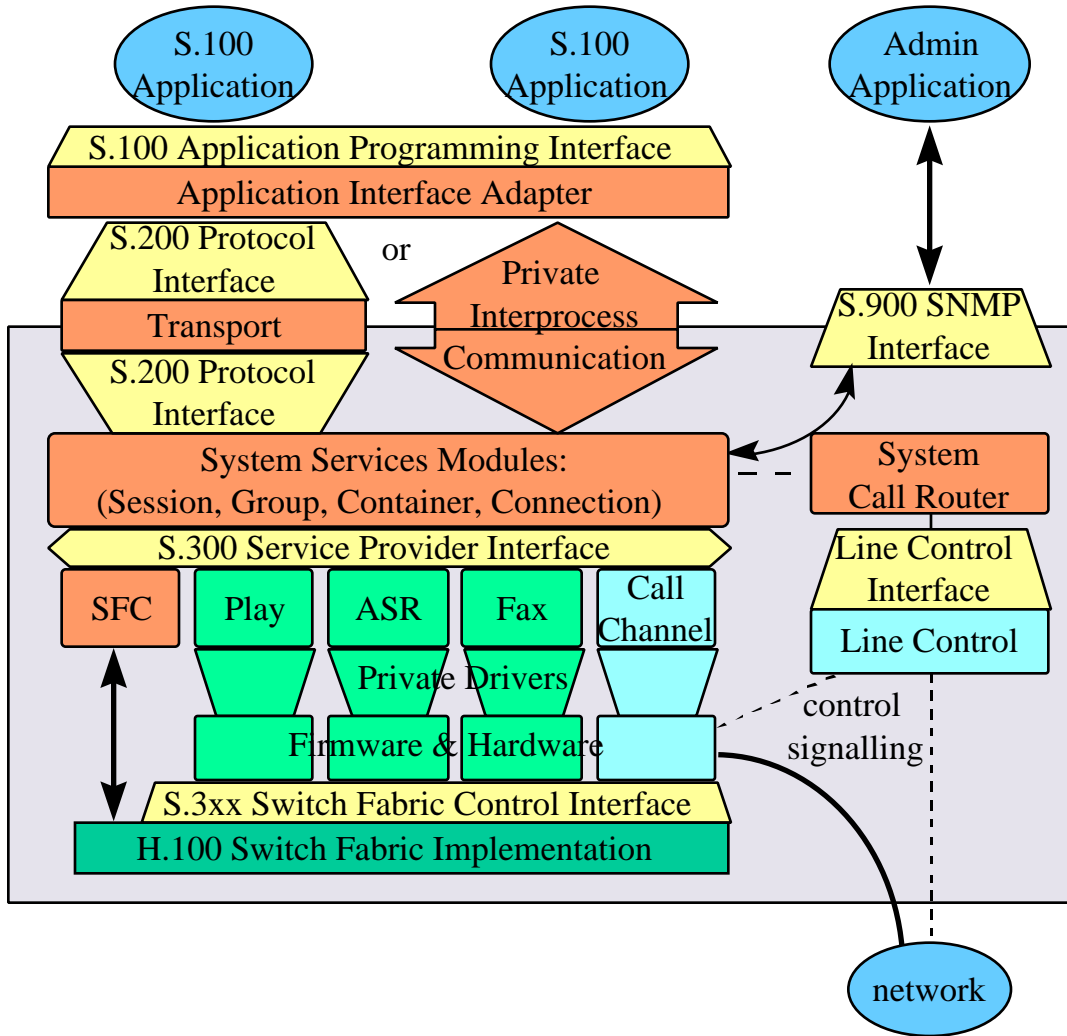 S.100
Application
S.100
Application
Admin
Application
S.100 Application Programming Interface
Application Interface Adapter
S.200 Protocol
Interface
or
Private
Interprocess
Communication
Transport
S.200 Protocol
Interface
S.900 SNMP
Interface
System Services Modules:
(Session, Group, Container, Connection)
System
Call Router
S.300 Service Provider Interface
Line Control
Interface
SFC
Play
ASR
Fax
Call
Channel
Line Control
Private Drivers
control
signalling
Firmware & Hardware
S.3xx Switch Fabric Control Interface
H.100 Switch Fabric Implementation
network